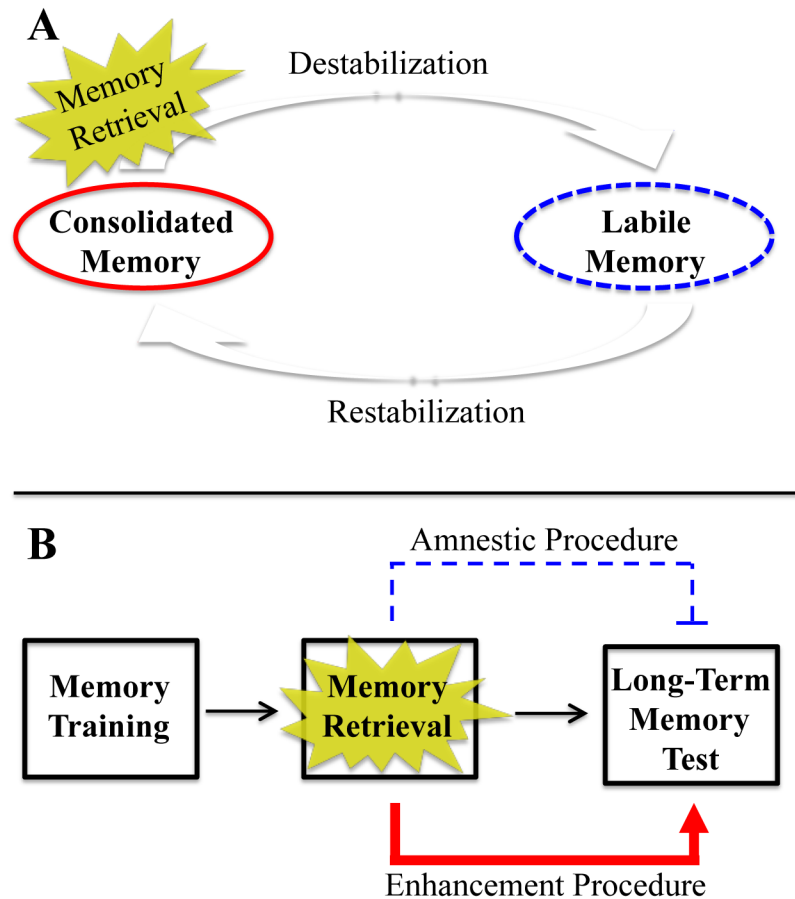 A
Destabilization
Memory
Retrieval
Consolidated
Memory
Labile
Memory
Restabilization
B
Amnestic Procedure
Memory
Training
Memory
Retrieval
Long-Term
Memory
Test
Enhancement Procedure